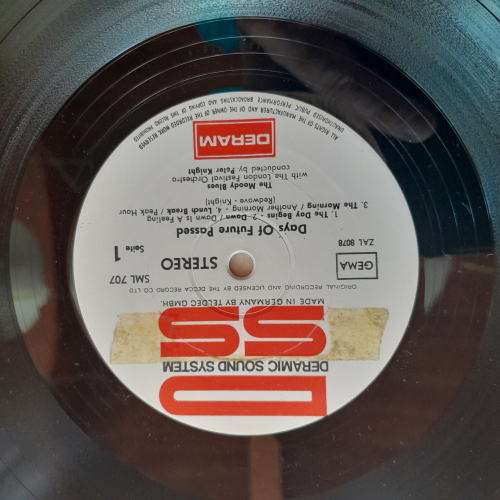 DSS
DERAMIC SOUND SYSTEM
MADE IN GERMANY BY TELDEC GMBH.
ORIGINAL RECORDING AND LICENSED BY THE DECCA RECORD CO LTD
GEMA
STEREO
SML 707
ZAL 8078
Seite 1
Days Of Future Passed
1. The Day Begins - 2. Dawn / Dawn Is A Feeling
3. The Morning / Another Morning - 4. Lunch Break / Peak Hour
(Redwave - Knight)
The Moody Blues
with The London Festival Orchestra
conducted by Peter Knight
DERAM
ALL RIGHTS OF THE MANUFACTURER AND OF THE OWNER OF THE RECORDED WORK RESERVED
UNAUTHORISED PUBLIC PERFORMANCE BROADCASTING AND COPYING OF THIS RECORD PROHIBITED